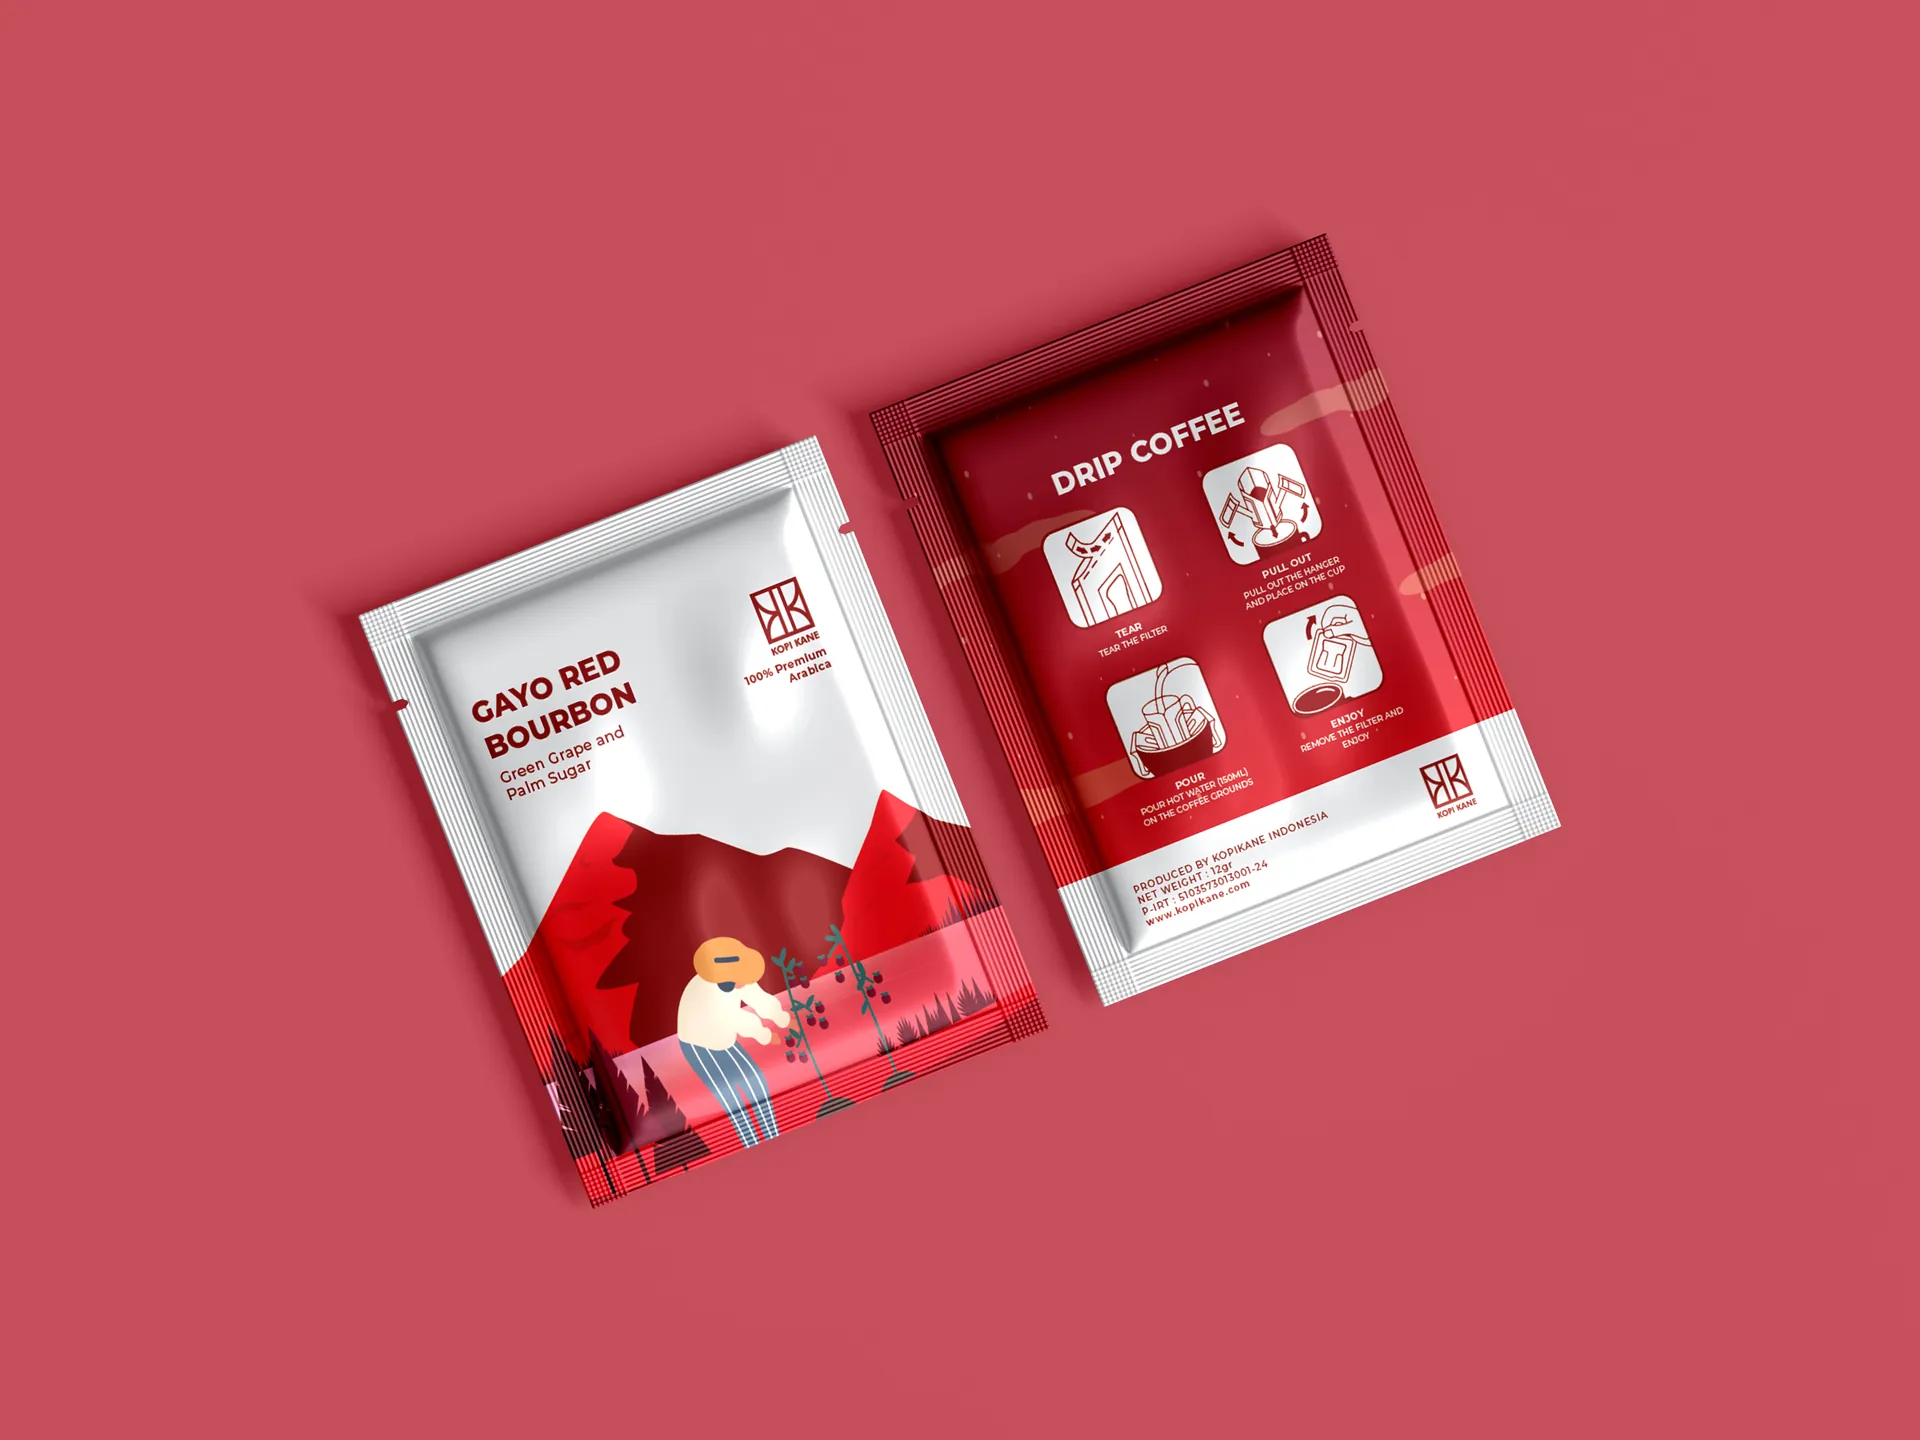 GAYO RED
BOURBON
Green Grape and
Palm Sugar
KOPI KANE
100% Premium
Arabica
DRIP COFFEE
TEAR
TEAR THE FILTER
PULL OUT
PULL OUT THE HANGER
AND PLACE ON THE CUP
POUR
POUR HOT WATER (150ML)
ON THE COFFEE GROUNDS
ENJOY
REMOVE THE FILTER AND
ENJOY
PRODUCED BY KOPIKANE INDONESIA
NET WEIGHT : 12gr
P-IRT : 5103573013001-24
www.kopikane.com
KOPI KANE